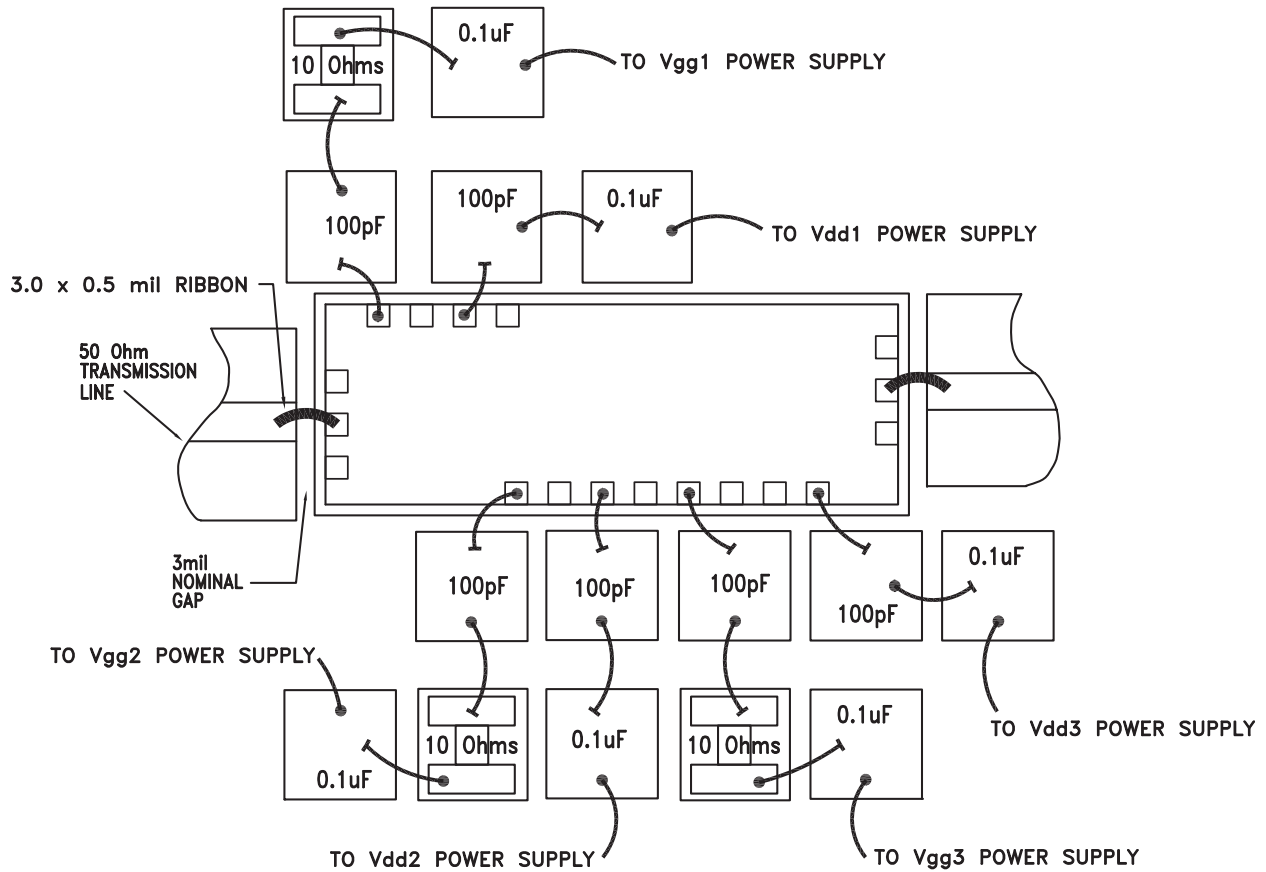 0.1uF
10 Ohms
TO Vgg1 POWER SUPPLY
100pF
0.1uF
100pF
TO Vdd1 POWER SUPPLY
3.0 x 0.5 mil RIBBON
50 Ohm
TRANSMISSION
LINE
3mil
NOMINAL
GAP
0.1uF
100pF
100pF
100pF
100pF
TO Vgg2 POWER SUPPLY
0.1uF
TO Vdd3 POWER SUPPLY
10 Ohms
0.1uF
10 Ohms
0.1uF
TO Vdd2 POWER SUPPLY
TO Vgg3 POWER SUPPLY